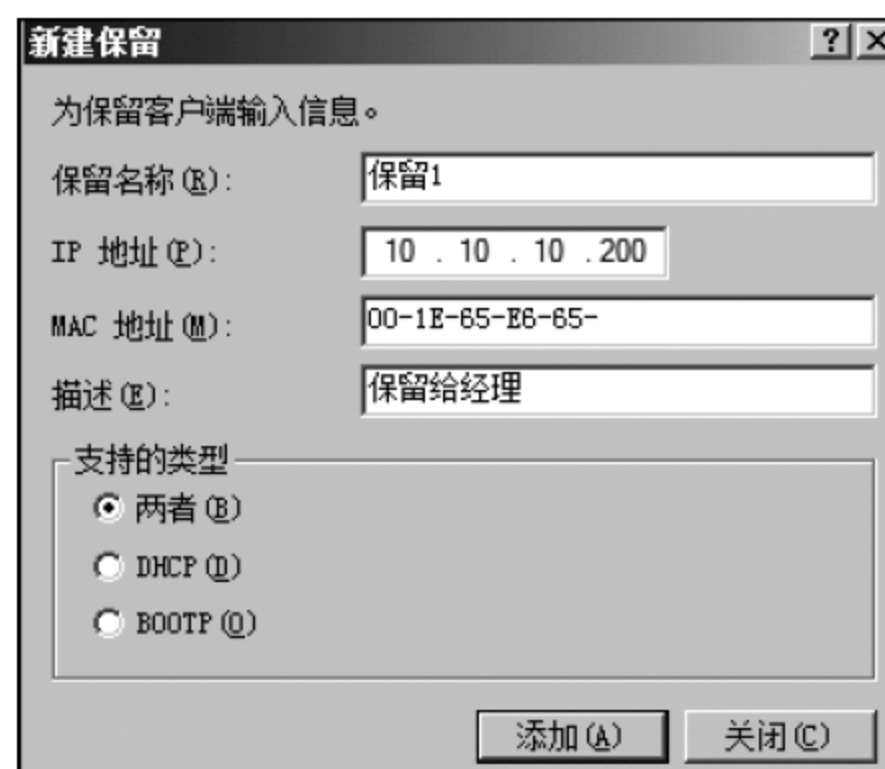 新建保留
? ×
为保留客户端输入信息。
保留名称(R): 保留1
IP 地址(P): 10 . 10 . 10 .200
MAC 地址(M): 00-1E-65-E6-65-
描述(E): 保留给经理
支持的类型
两者(B)
DHCP(D)
BOOTP(O)
添加(A) 关闭(C)